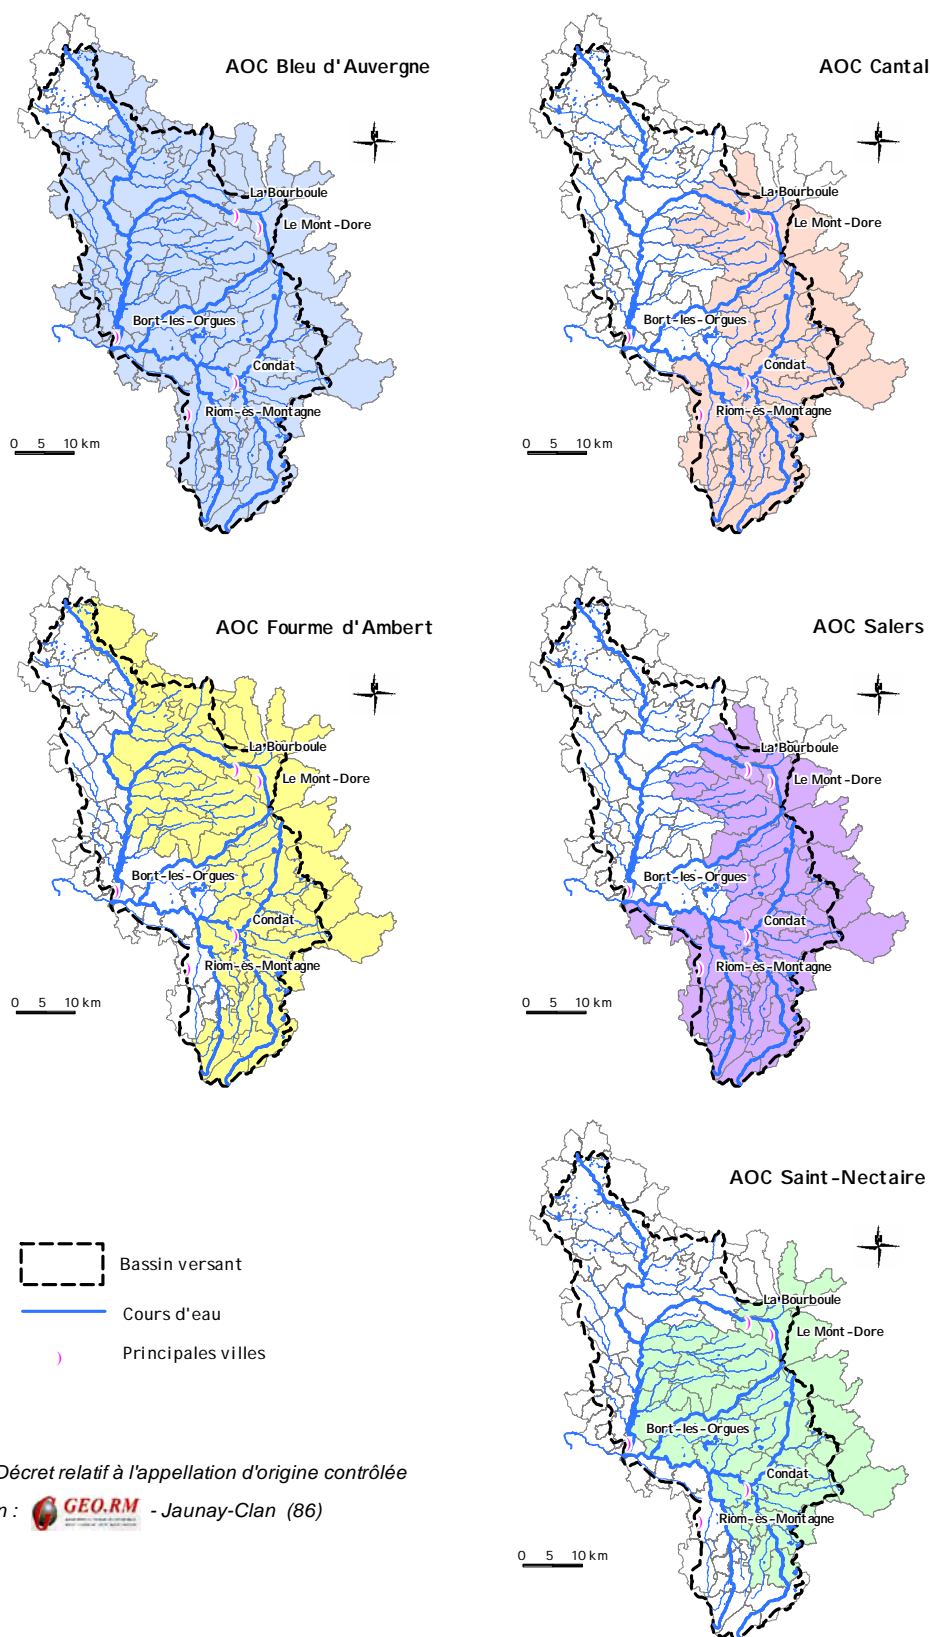 AOC Bleu d'Auvergne
N
La Bourboule
Le Mont-Dore
Bort-les-Orgues
Condat
Riom-ès-Montagne
0 5 10 km
AOC Cantal
N
La Bourboule
Le Mont-Dore
Bort-les-Orgues
Condat
Riom-ès-Montagne
0 5 10 km
AOC Fourme d'Ambert
N
La Bourboule
Le Mont-Dore
Bort-les-Orgues
Condat
Riom-ès-Montagne
0 5 10 km
AOC Salers
N
La Bourboule
Le Mont-Dore
Bort-les-Orgues
Condat
Riom-ès-Montagne
0 5 10 km
AOC Saint-Nectaire
N
La Bourboule
Le Mont-Dore
Bort-les-Orgues
Condat
Riom-ès-Montagne
0 5 10 km
Bassin versant
Cours d'eau
Principales villes
Décret relatif à l'appellation d'origine contrôlée
n : GEO.RM - Jaunay-Clan (86)